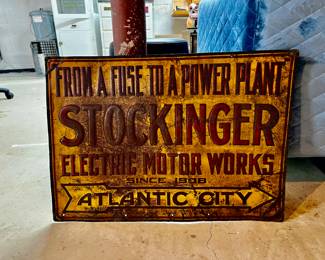 FROM A FUSE TO A POWER PLANT
STOCKINGER
ELECTRIC MOTOR WORKS
SINCE 1908
ATLANTIC CITY